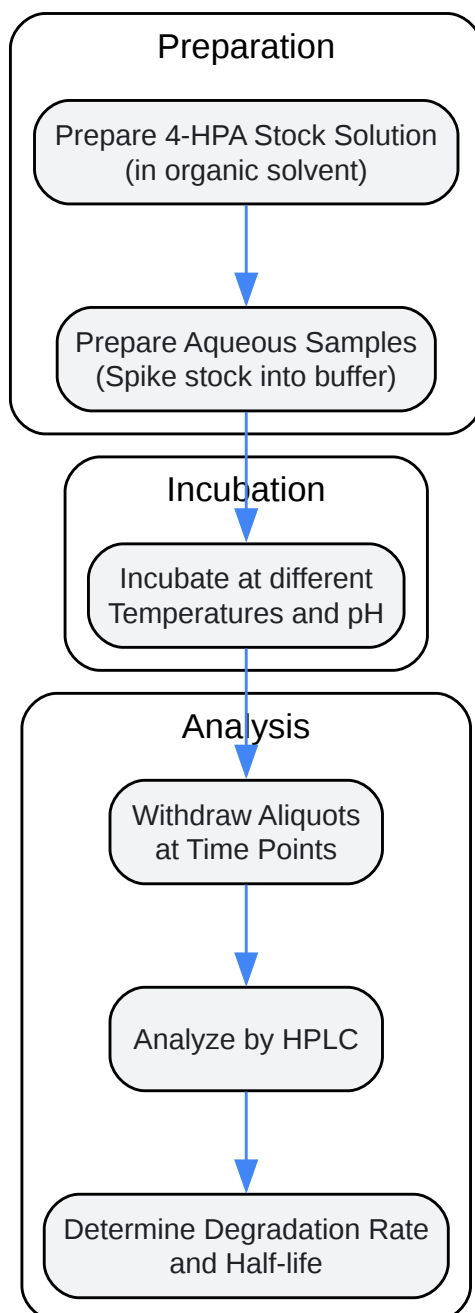 Preparation
Prepare 4-HPA Stock Solution
(in organic solvent)
Prepare Aqueous Samples
(Spike stock into buffer)
Incubation
Incubate at different
Temperatures and pH
Analysis
Withdraw Aliquots
at Time Points
Analyze by HPLC
Determine Degradation Rate
and Half-life